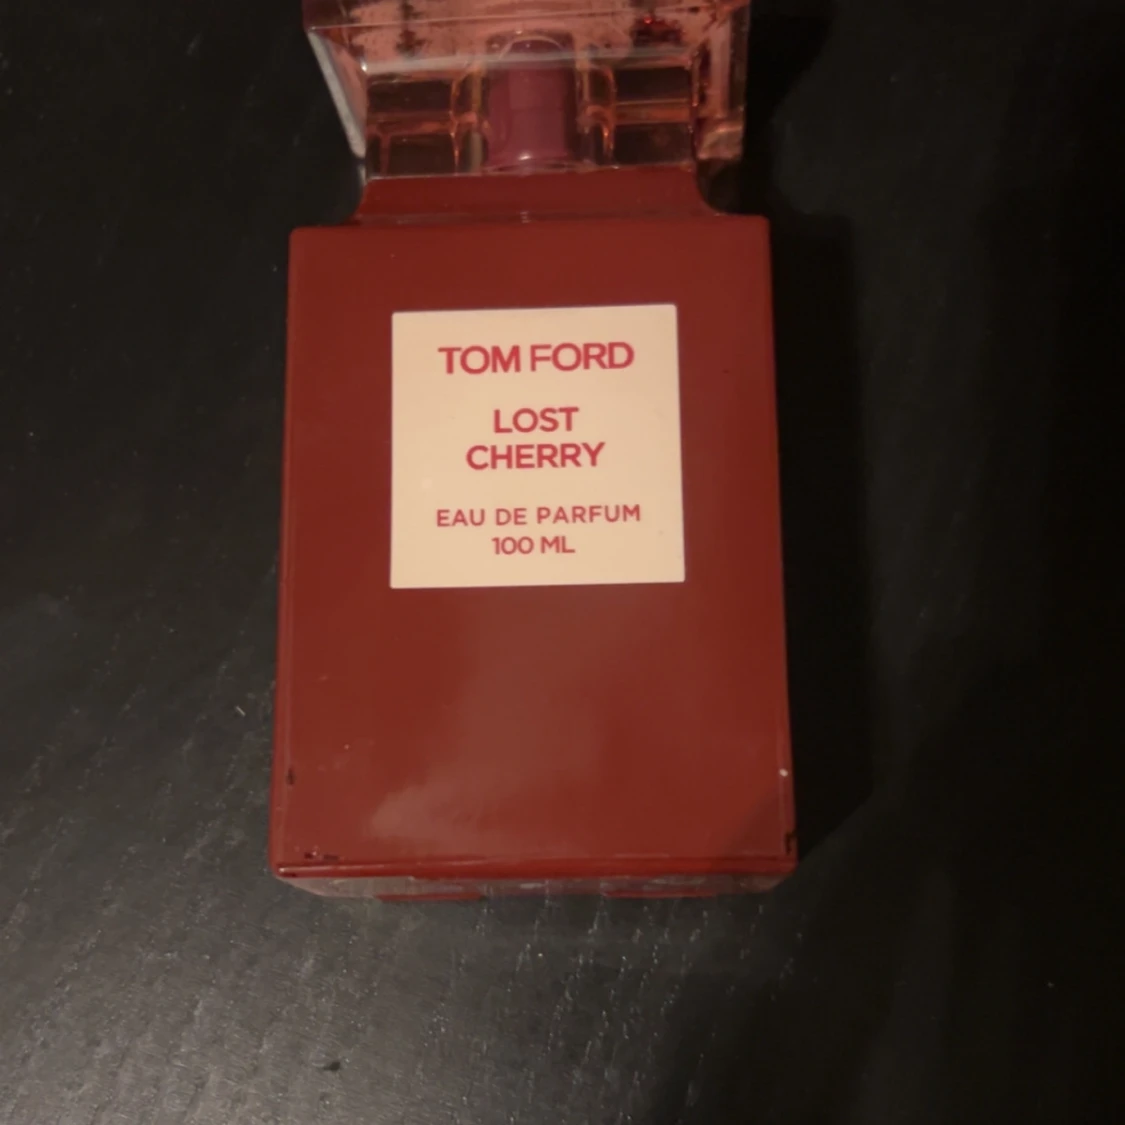 TOM FORD
LOST
CHERRY
EAU DE PARFUM
100 ML